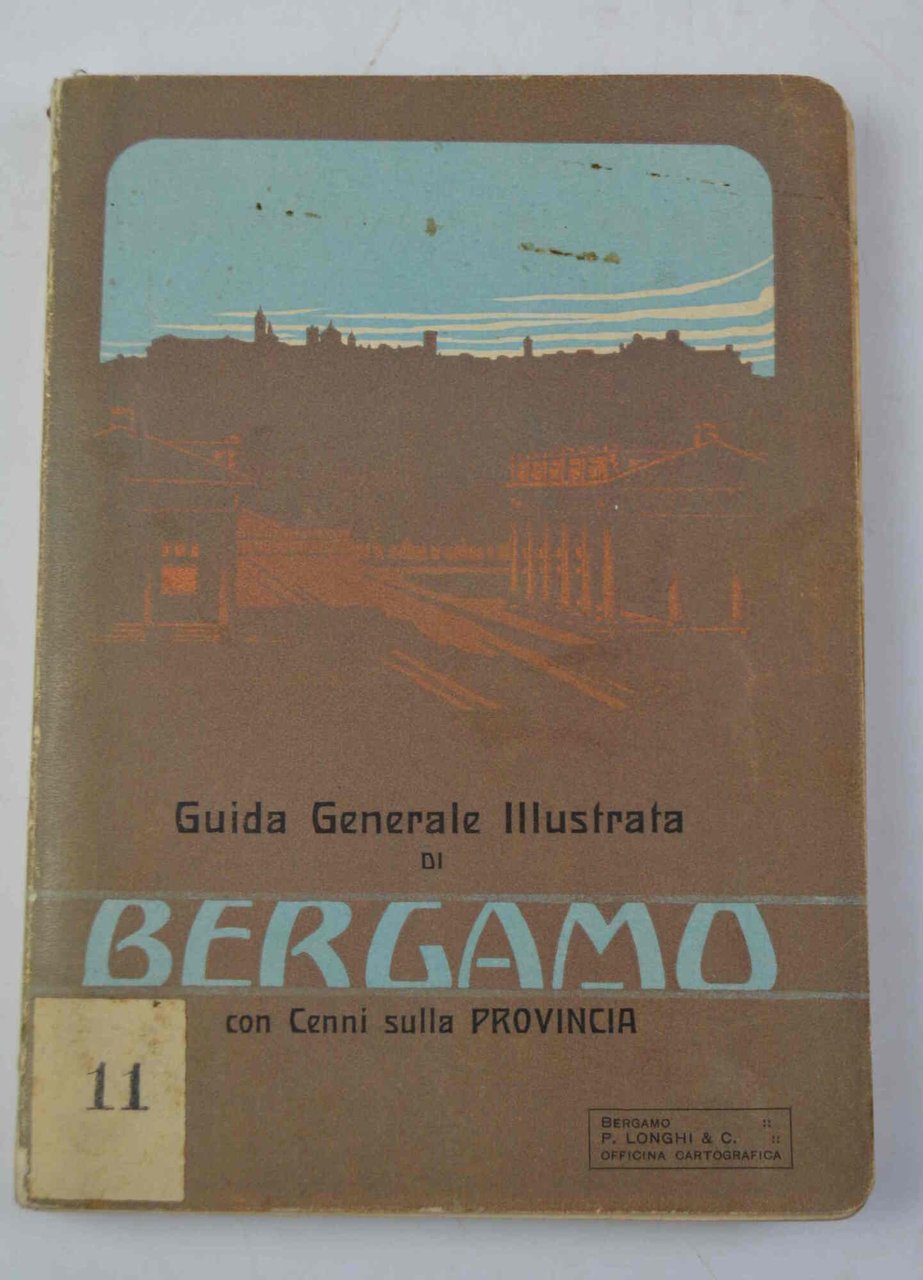 Guida Generale Illustrata
DI
BERGAMO
con Cenni sulla PROVINCIA
11
BERGAMO ::
P. LONGHI & C. ::
OFFICINA CARTOGRAFICA